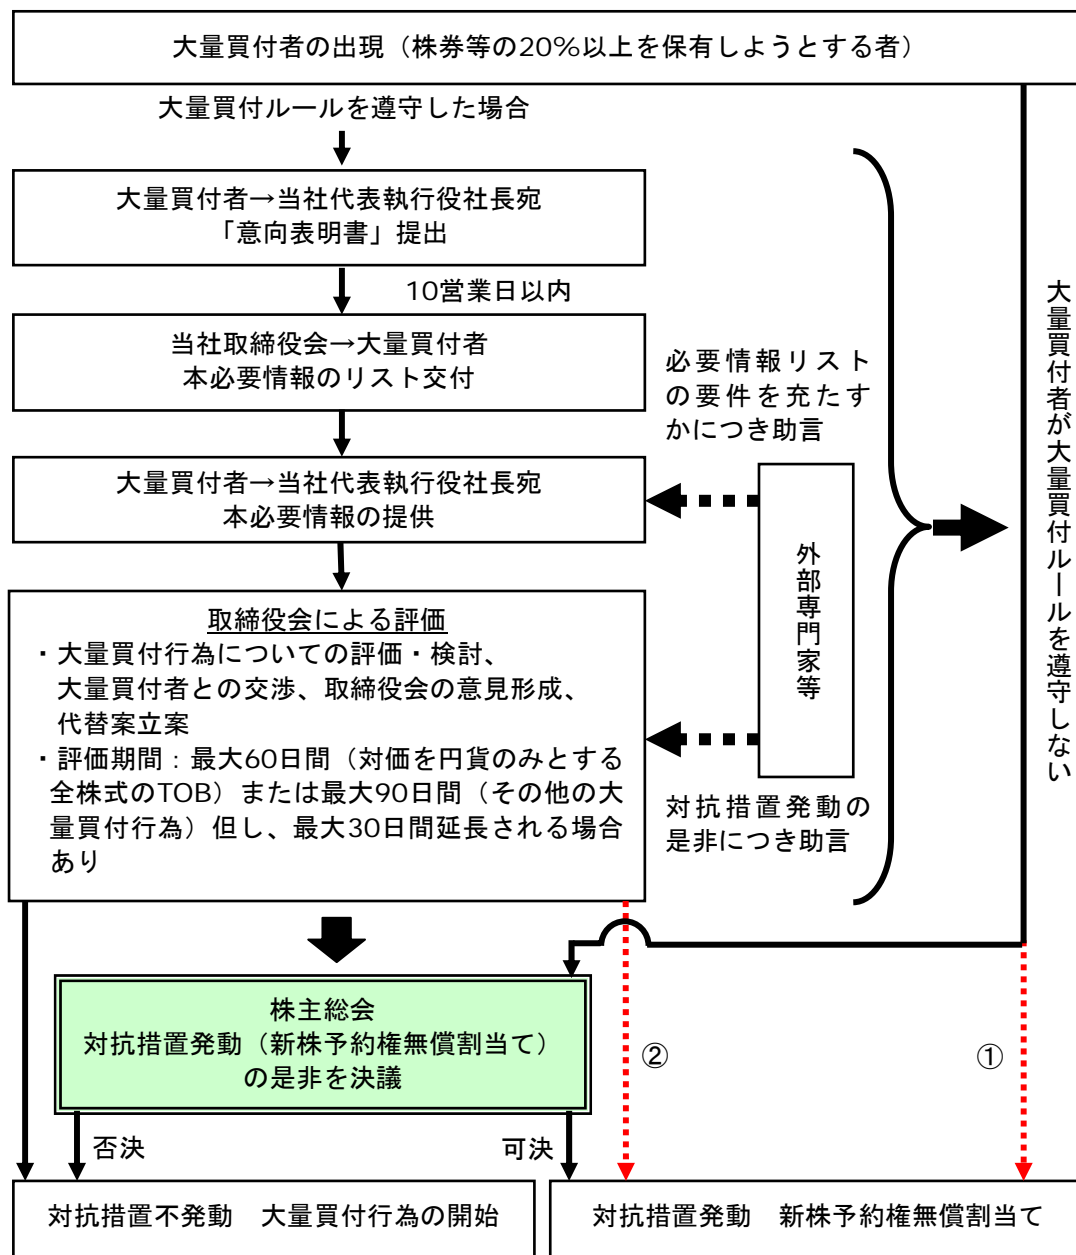 大量買付者の出現（株券等の20%以上を保有しようとする者）
大量買付ルールを遵守した場合
大量買付者→当社代表執行役社長宛
「意向表明書」提出
10営業日以内
当社取締役会→大量買付者
本必要情報のリスト交付
必要情報リスト
の要件を充たす
かにつき助言
大量買付者→当社代表執行役社長宛
本必要情報の提供
外部専門家等
大量買付者が大量買付ルールを遵守しない
取締役会による評価
・大量買付行為についての評価・検討、
大量買付者との交渉、取締役会の意見形成、
代替案立案
・評価期間：最大60日間（対価を円貨のみとする
全株式のTOB）または最大90日間（その他の大
量買付行為）但し、最大30日間延長される場合
あり
対抗措置発動の
是非につき助言
株主総会
対抗措置発動（新株予約権無償割当て）
の是非を決議
②
①
否決
可決
対抗措置不発動　大量買付行為の開始
対抗措置発動　新株予約権無償割当て